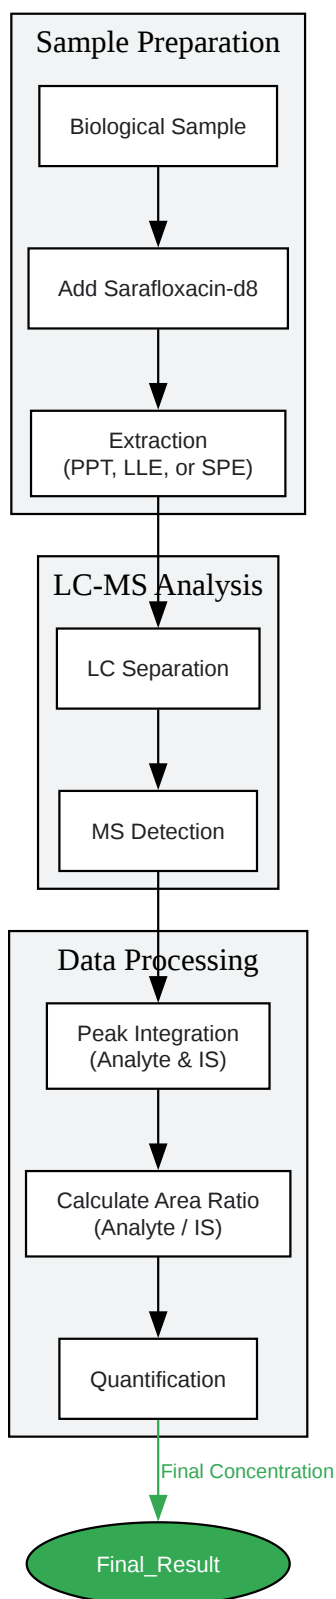 Sample Preparation
Biological Sample
Add Sarafloxacin-d8
Extraction
(PPT, LLE, or SPE)
LC-MS Analysis
LC Separation
MS Detection
Data Processing
Peak Integration
(Analyte & IS)
Calculate Area Ratio
(Analyte / IS)
Quantification
Final Concentration
Final_Result